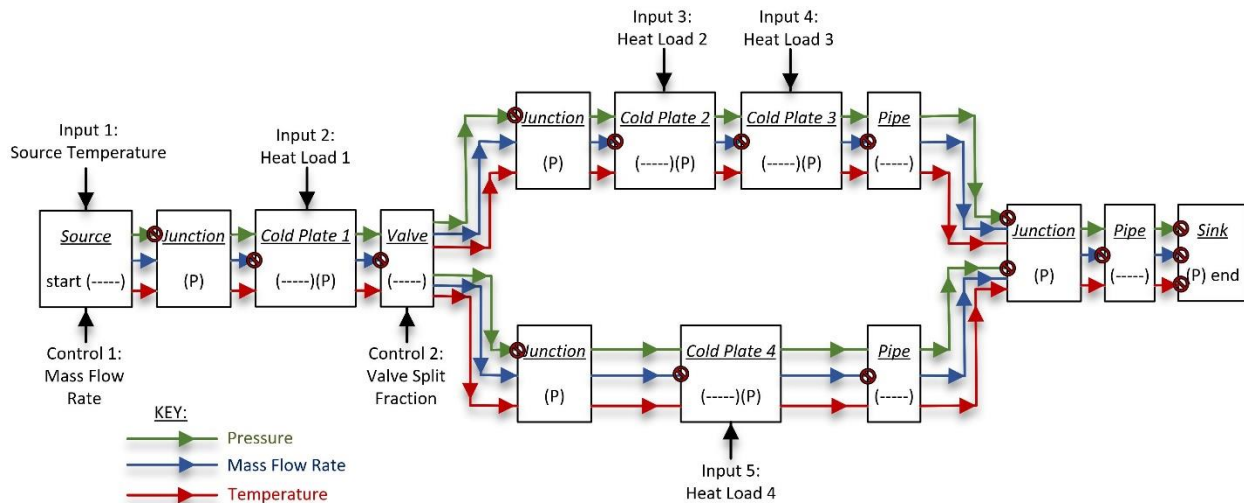 Input 1:
Source Temperature
Input 2:
Heat Load 1
Input 3:
Heat Load 2
Input 4:
Heat Load 3
Junction
(P)
Cold Plate 2
(-----)(P)
Cold Plate 3
(-----)(P)
Pipe
(-----)
Source
start (-----)
Junction
(P)
Cold Plate 1
(-----)(P)
Valve
(-----)
Junction
(P)
Pipe
(-----)
Sink
(P) end
Junction
(P)
Cold Plate 4
(-----)(P)
Pipe
(-----)
Control 1:
Mass Flow
Rate
Control 2:
Valve Split
Fraction
Input 5:
Heat Load 4
KEY:
Pressure
Mass Flow Rate
Temperature